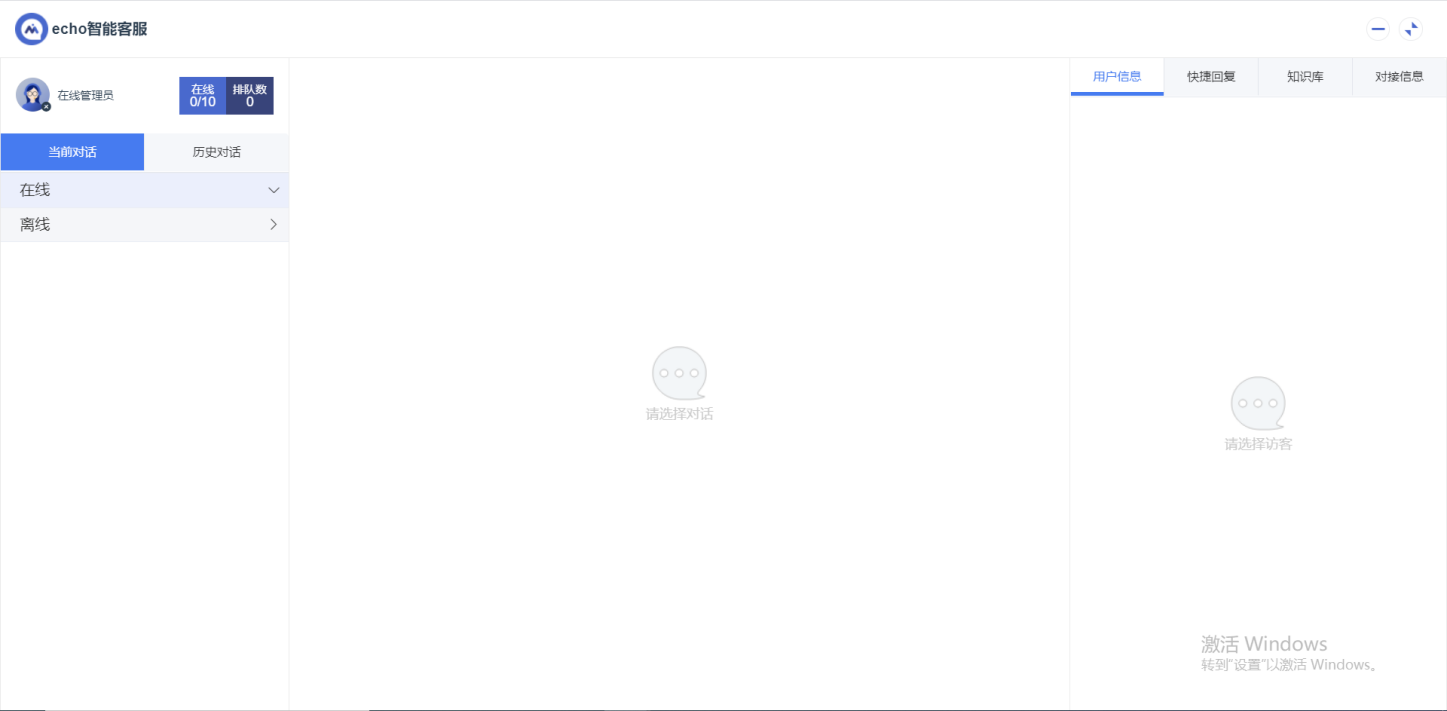 echo智能客服
在线管理员
在线
0/10
排队数
0
当前对话
历史对话
在线
离线
请选择对话
用户信息
快捷回复
知识库
对接信息
请选择访客
激活 Windows
转到"设置"以激活 Windows。